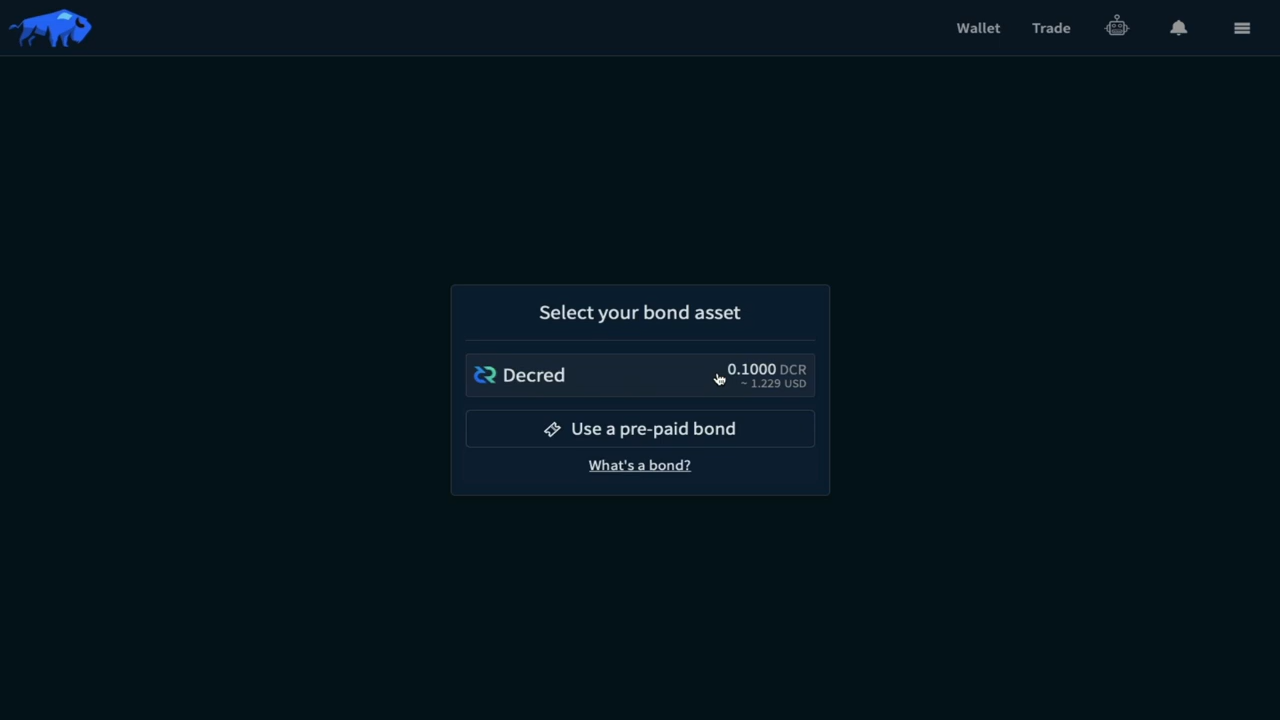 Wallet Trade
Select your bond asset
Decred 0.1000 DCR
~ 1.229 USD
Use a pre-paid bond
What's a bond?